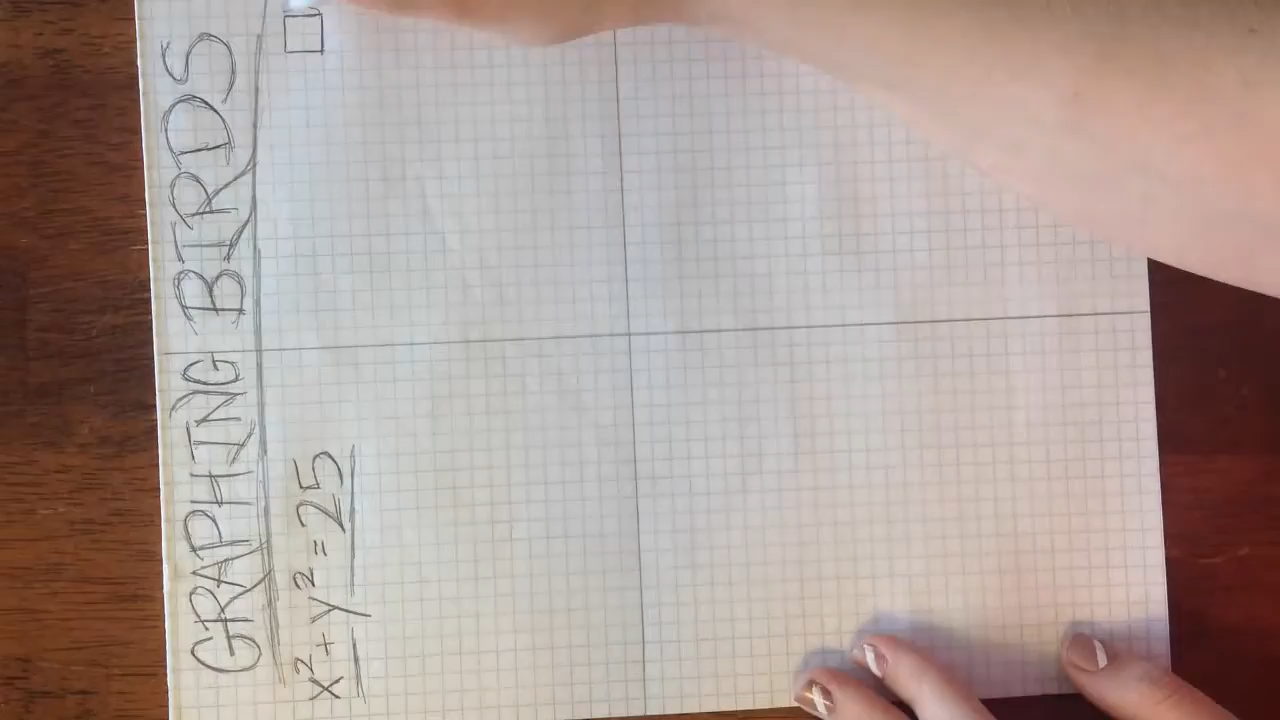 GRAPHING BIRDS
x² + y² = 25